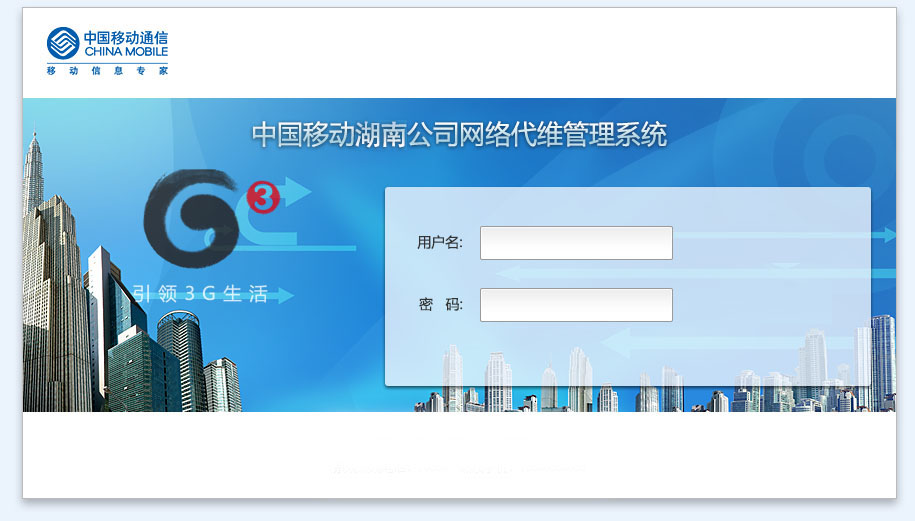 中国移动通信
CHINA MOBILE
移动信息专家
中国移动湖南公司网络代维管理系统
3
引领3G生活
用户名:
密 码: